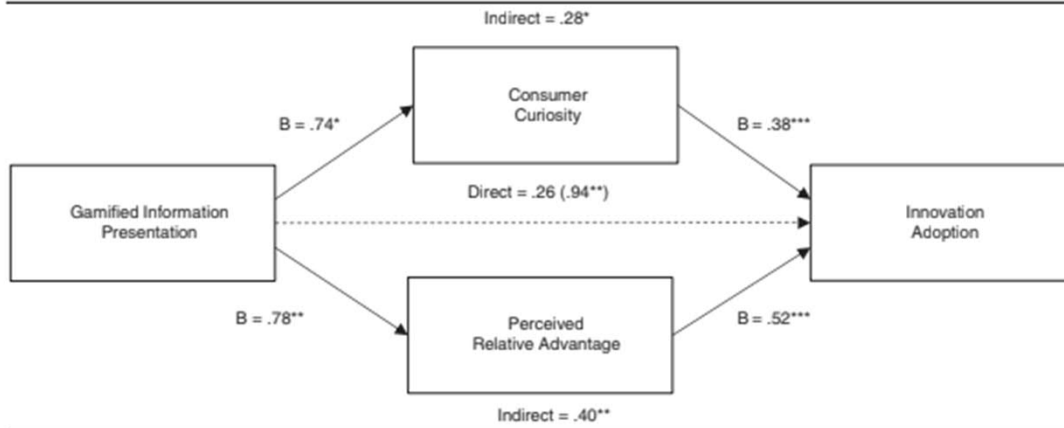 Indirect = .28*
Consumer
Curiosity
B = .74*
B = .38***
Direct = .26 (.94**)
Gamified Information
Presentation
Innovation
Adoption
B = .78**
Perceived
Relative Advantage
B = .52***
Indirect = .40**